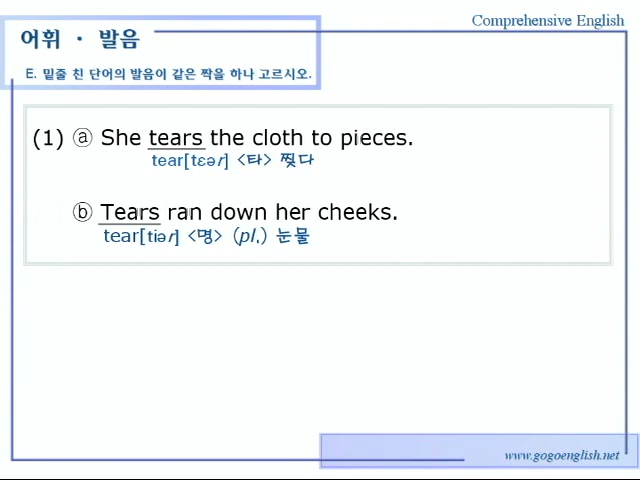 Comprehensive English
어휘 · 발음
E. 밑줄 친 단어의 발음이 같은 짝을 하나 고르시오.
(1) ⓐ She tears the cloth to pieces.
tear[tɛər] <타> 찢다
ⓑ Tears ran down her cheeks.
tear[tiər] <명> (pl.) 눈물
www.gogoenglish.net